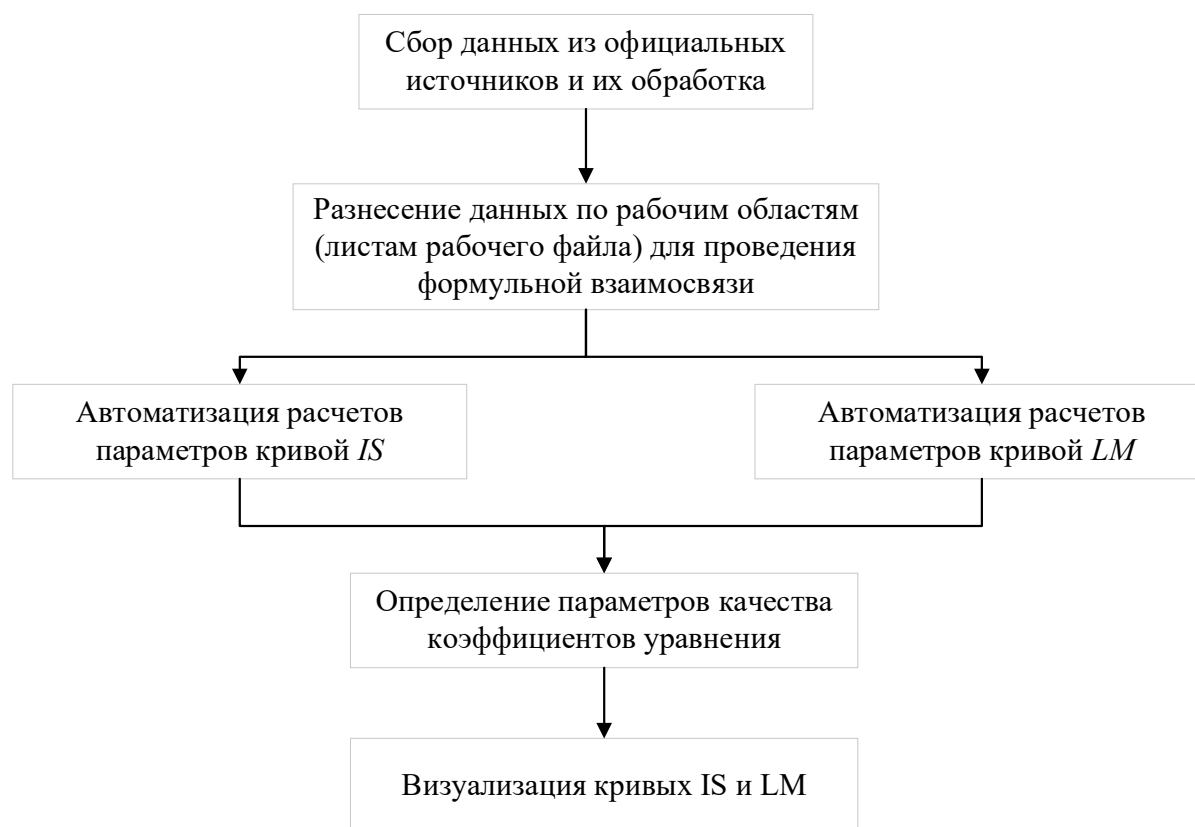 Сбор данных из официальных
источников и их обработка
Разнесение данных по рабочим областям
(листам рабочего файла) для проведения
формульной взаимосвязи
Автоматизация расчетов
параметров кривой IS
Автоматизация расчетов
параметров кривой LM
Определение параметров качества
коэффициентов уравнения
Визуализация кривых IS и LM